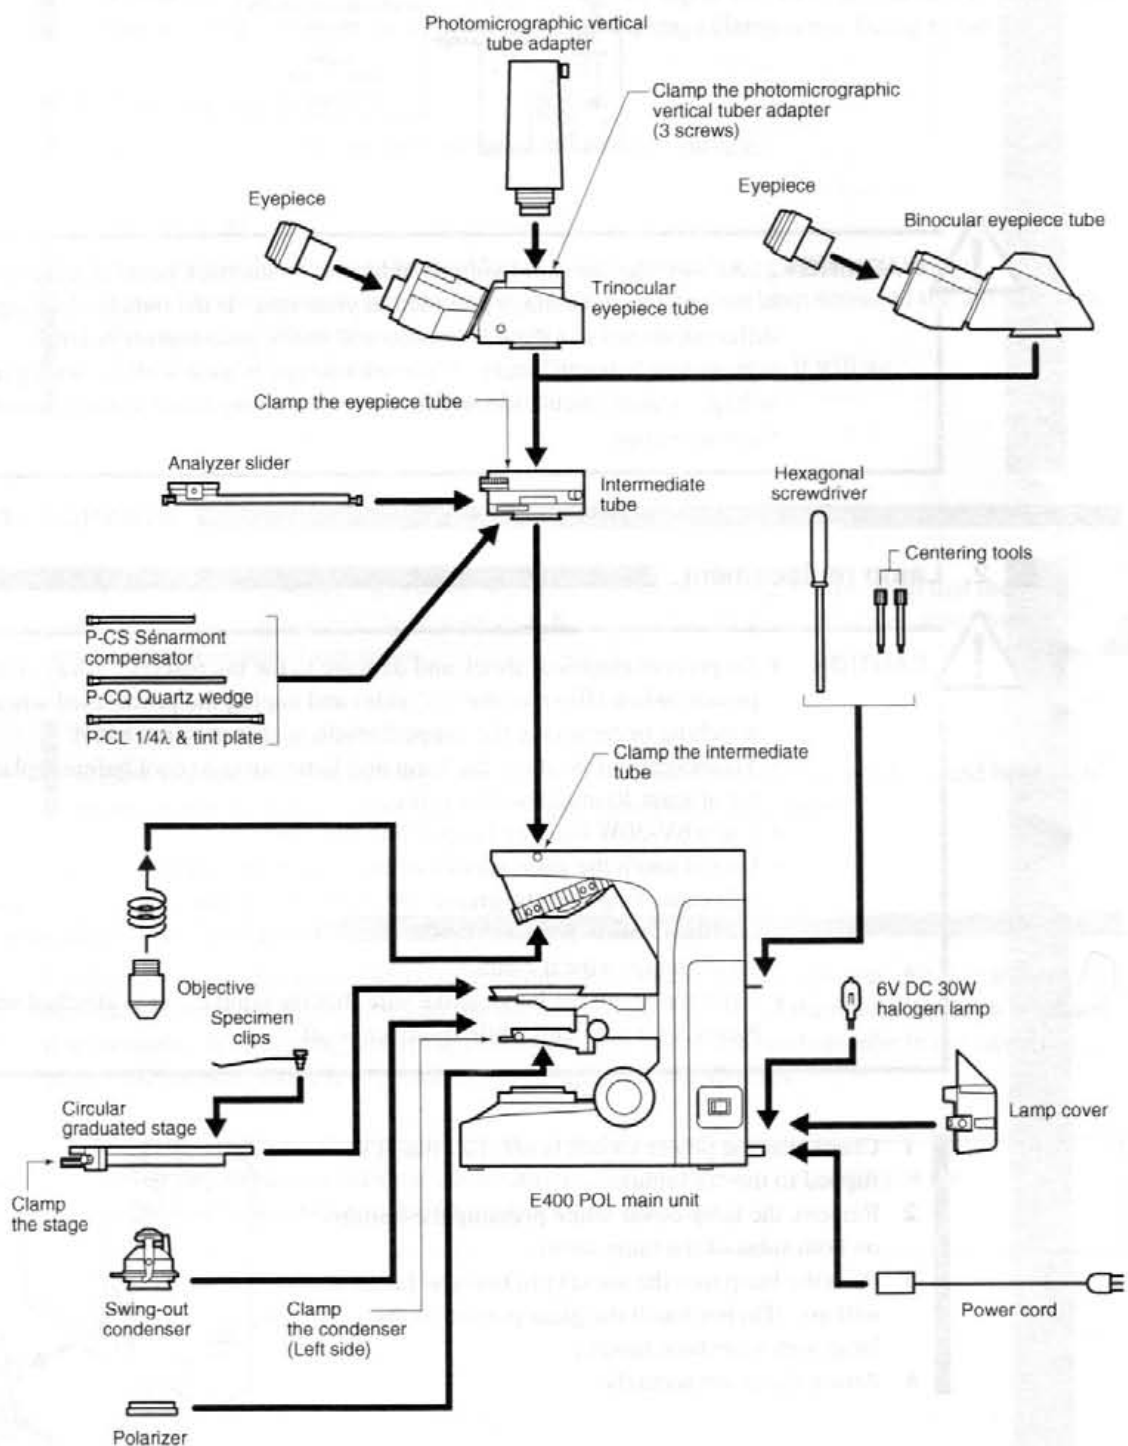 Photomicrographic vertical
tube adapter
Clamp the photomicrographic
vertical tuber adapter
(3 screws)
Eyepiece
Eyepiece
Binocular eyepiece tube
Trinocular
eyepiece tube
Clamp the eyepiece tube
Analyzer slider
Intermediate
tube
Hexagonal
screwdriver
Centering tools
P-CS Sénarmont
compensator
P-CQ Quartz wedge
P-CL 1/4λ & tint plate
Clamp the intermediate
tube
Objective
Specimen
clips
6V DC 30W
halogen lamp
Circular
graduated stage
Lamp cover
Clamp
the stage
E400 POL main unit
Swing-out
condenser
Clamp
the condenser
(Left side)
Power cord
Polarizer